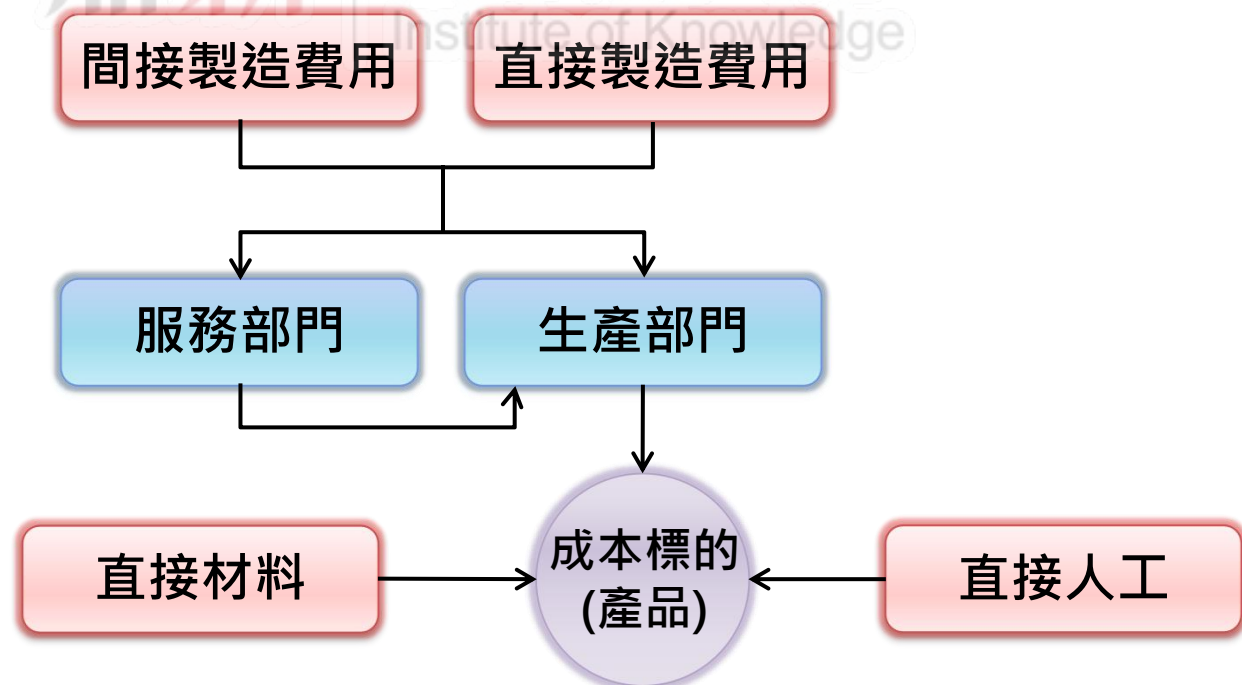 Institute of Knowledge
間接製造費用
直接製造費用
服務部門
生產部門
直接材料
成本標的
(產品)
直接人工